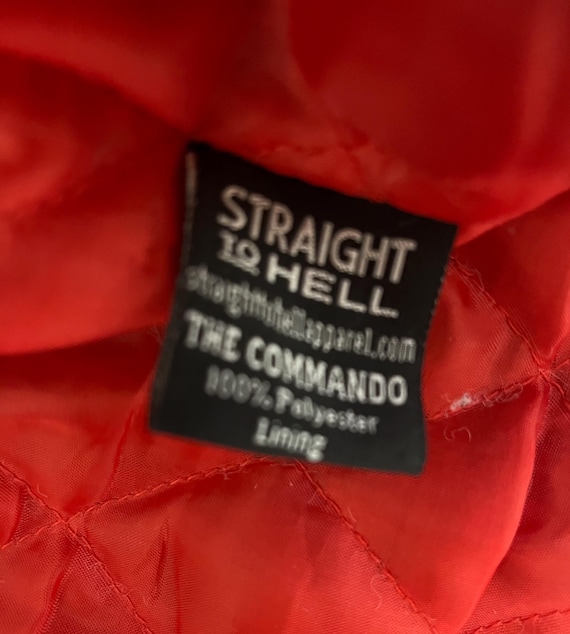 STRAIGHT
TO HELL
straighttohellapparel.com
THE COMMANDO
100% Polyester
Lining